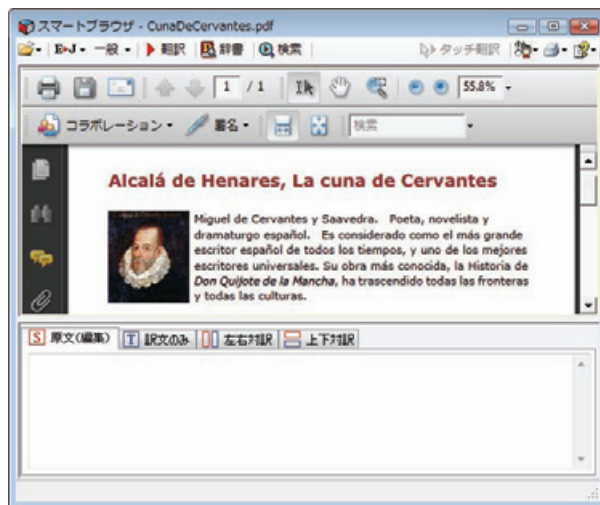 スマートブラウザ - CunaDeCervantes.pdf
E▸J 一般 翻訳 辞書 検索 タッチ翻訳
1 / 1 55.8%
コラボレーション 署名 検索
Alcalá de Henares, La cuna de Cervantes
Miguel de Cervantes y Saavedra. Poeta, novelista y
dramaturgo español. Es considerado como el más grande
escritor español de todos los tiempos, y uno de los mejores
escritores universales. Su obra más conocida, la Historia de
Don Quijote de la Mancha, ha trascendido todas las fronteras
y todas las culturas.
S 原文(編集) T 訳文のみ 左右対訳 上下対訳